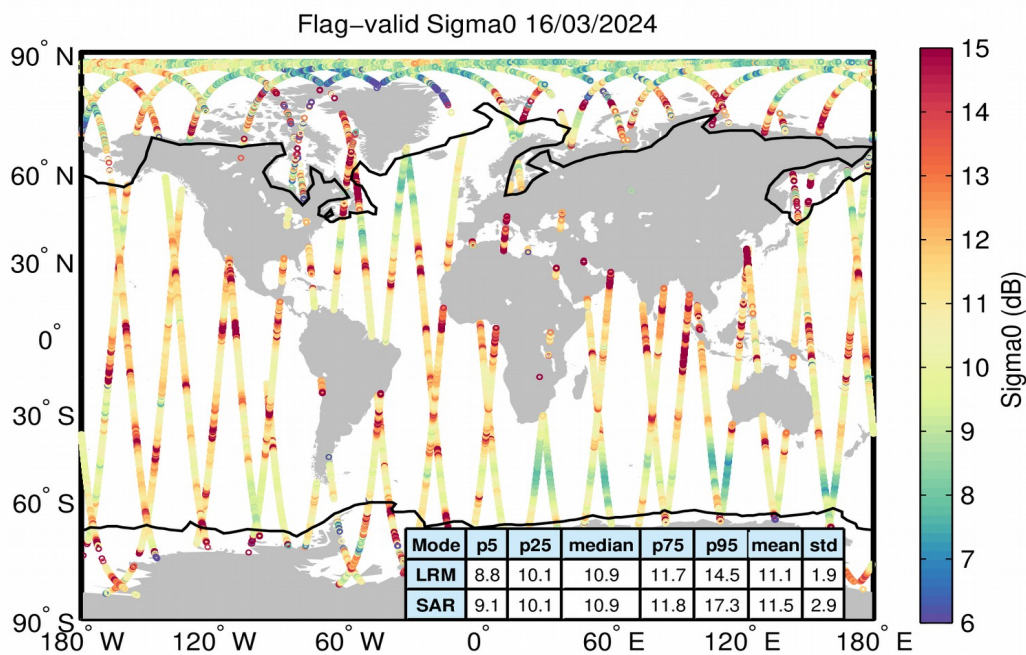 Flag−valid Sigma0 16/03/2024
90° N
60° N
30° N
0°
30° S
60° S
90° S
180° W
120° W
60° W
0°
60° E
120° E
180° E
15
14
13
12
11
10
9
8
7
6
Sigma0 (dB)
Mode p5 p25 median p75 p95 mean std
LRM 8.8 10.1 10.9 11.7 14.5 11.1 1.9
SAR 9.1 10.1 10.9 11.8 17.3 11.5 2.9